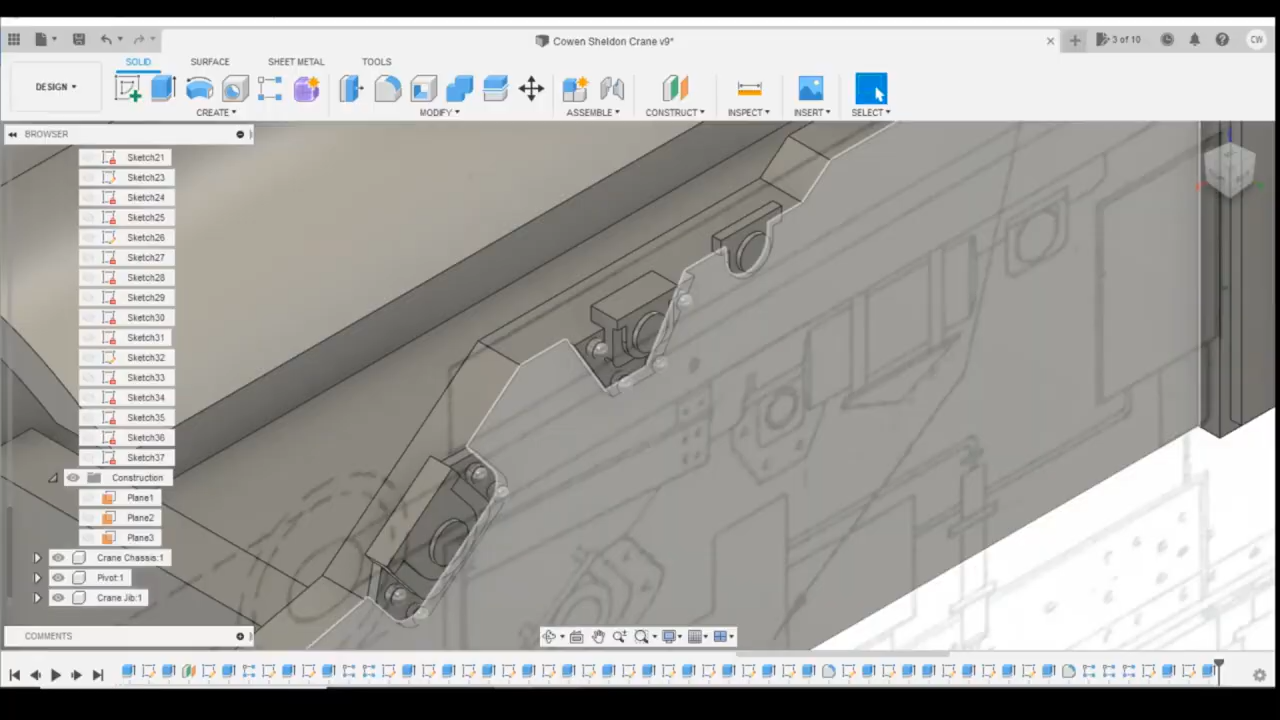 Cowen Sheldon Crane v9*
3 of 10
CW
DESIGN
SOLID
SURFACE
SHEET METAL
TOOLS
CREATE
MODIFY
ASSEMBLE
CONSTRUCT
INSPECT
INSERT
SELECT
BROWSER
Sketch21
Sketch23
Sketch24
Sketch25
Sketch26
Sketch27
Sketch28
Sketch29
Sketch30
Sketch31
Sketch32
Sketch33
Sketch34
Sketch35
Sketch36
Sketch37
Construction
Plane1
Plane2
Plane3
Crane Chassis:1
Pivot:1
Crane Jib:1
COMMENTS